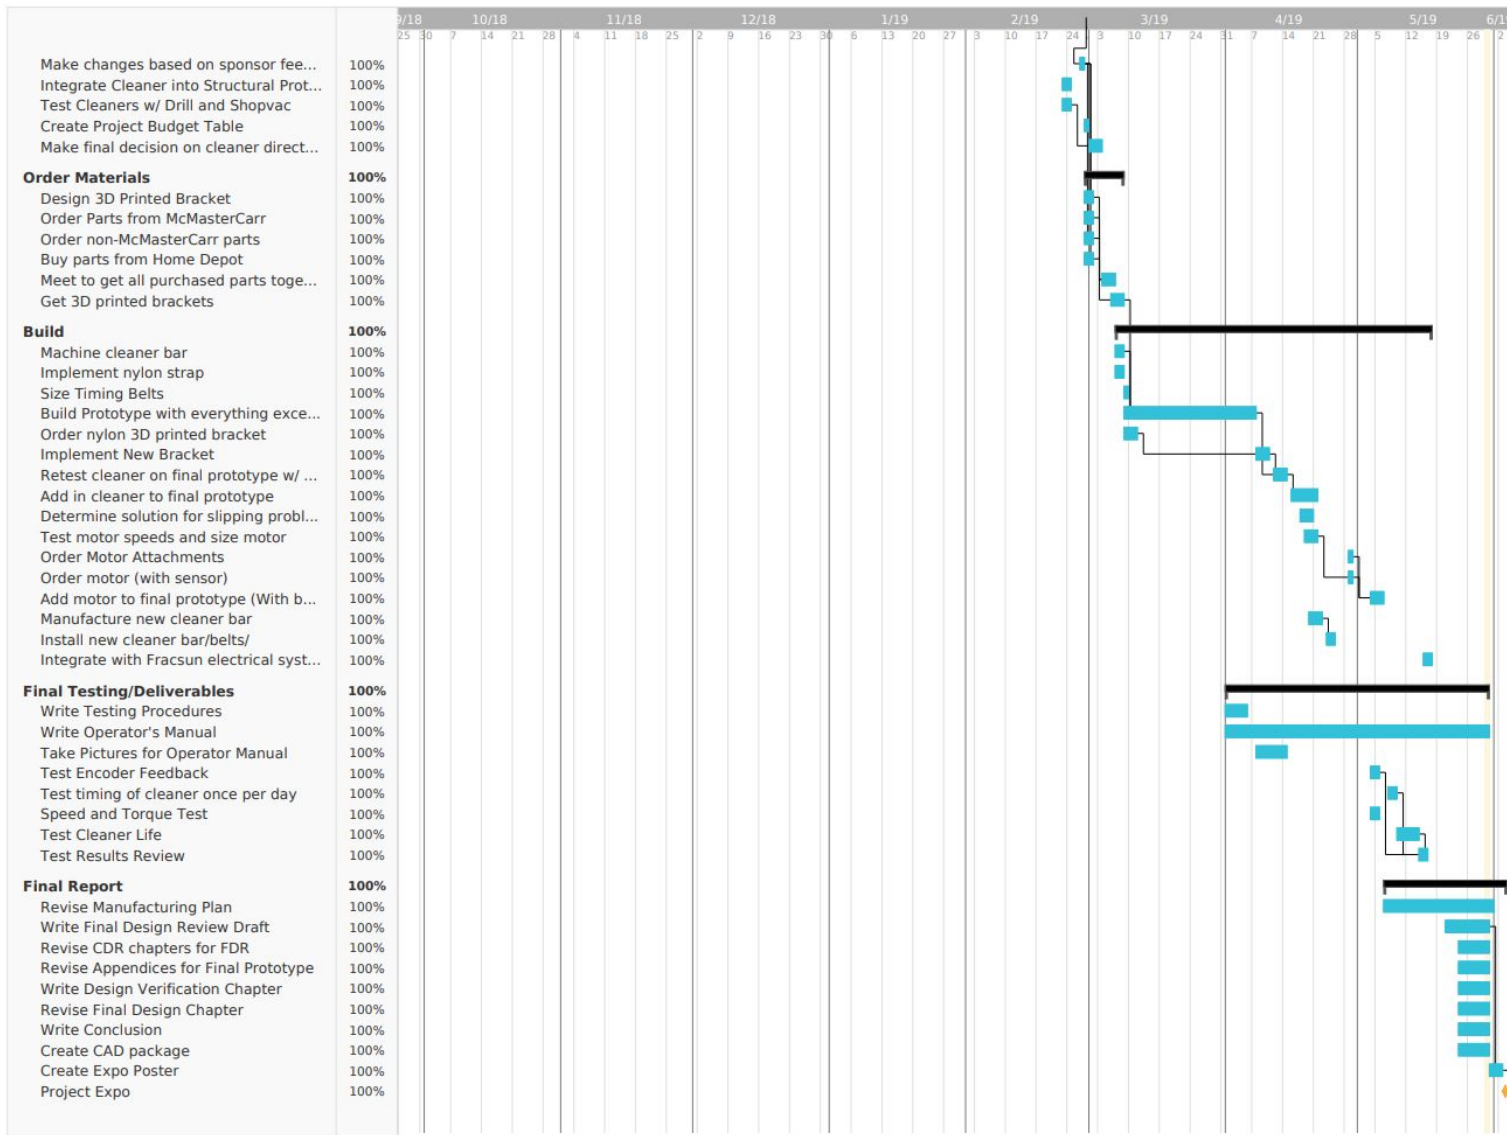 9/18 10/18 11/18 12/18 1/19 2/19 3/19 4/19 5/19
25 30 7 14 21 28 4 11 18 25 2 9 16 23 30 6 13 20 27 3 10 17 24 3 10 17 24 31 7 14 21 28 5 12 19 26 2
Make changes based on sponsor fee... 100%
Integrate Cleaner into Structural Prot... 100%
Test Cleaners w/ Drill and Shopvac 100%
Create Project Budget Table 100%
Make final decision on cleaner direct... 100%
Order Materials 100%
Design 3D Printed Bracket 100%
Order Parts from McMasterCarr 100%
Order non-McMasterCarr parts 100%
Buy parts from Home Depot 100%
Meet to get all purchased parts toge... 100%
Get 3D printed brackets 100%
Build 100%
Machine cleaner bar 100%
Implement nylon strap 100%
Size Timing Belts 100%
Build Prototype with everything exce... 100%
Order nylon 3D printed bracket 100%
Implement New Bracket 100%
Retest cleaner on final prototype w/ ... 100%
Add in cleaner to final prototype 100%
Determine solution for slipping probl... 100%
Test motor speeds and size motor 100%
Order Motor Attachments 100%
Order motor (with sensor) 100%
Add motor to final prototype (With b... 100%
Manufacture new cleaner bar 100%
Install new cleaner bar/belts/ 100%
Integrate with Fracsun electrical syst... 100%
Final Testing/Deliverables 100%
Write Testing Procedures 100%
Write Operator's Manual 100%
Take Pictures for Operator Manual 100%
Test Encoder Feedback 100%
Test timing of cleaner once per day 100%
Speed and Torque Test 100%
Test Cleaner Life 100%
Test Results Review 100%
Final Report 100%
Revise Manufacturing Plan 100%
Write Final Design Review Draft 100%
Revise CDR chapters for FDR 100%
Revise Appendices for Final Prototype 100%
Write Design Verification Chapter 100%
Revise Final Design Chapter 100%
Write Conclusion 100%
Create CAD package 100%
Create Expo Poster 100%
Project Expo 100%